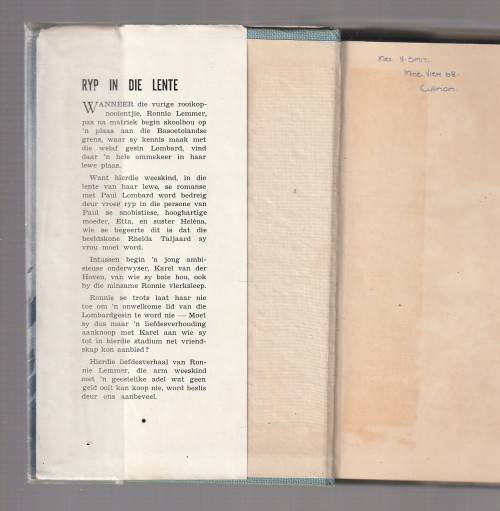 RYP IN DIE LENTE
WANNEER die vurige rooikop-
nooientjie, Ronnie Lemmer,
pas na matriek begin skoolhou op
'n plaas aan die Basoetolandse
grens, waar sy kennis maak met
die welaf gesin Lombard, vind
daar 'n hele ommekeer in haar
lewe plaas.
Want hierdie weeskind, in die
lente van haar lewe, se romanse
met Paul Lombard word bedreig
deur vroeë ryp in die persone van
Paul se snobistiese, hooghartige
moeder, Etta, en suster Heléna,
wie se begeerte dit is dat die
beeldskone Rhelda Tuljaard sy
vrou moet word.
Intussen begin 'n jong ambi-
sieuse onderwyser, Karel van der
Hoven, van wie sy baie hou, ook
by die minsame Ronnie vlerksleep.
Ronnie se trots laat haar nie
toe om 'n onwelkome lid van die
Lombardgesin te word nie — Moet
sy dus maar 'n liefdesverhouding
aanknoop met Karel aan wie sy
tot in hierdie stadium net vriend-
skap kon aanbied?
Hierdie liefdesverhaal van Ron-
nie Lemmer, die arm weeskind
met 'n geestelike adel wat geen
geld ooit kan koop nie, word beslis
deur ons aanbeveel.
Smit.